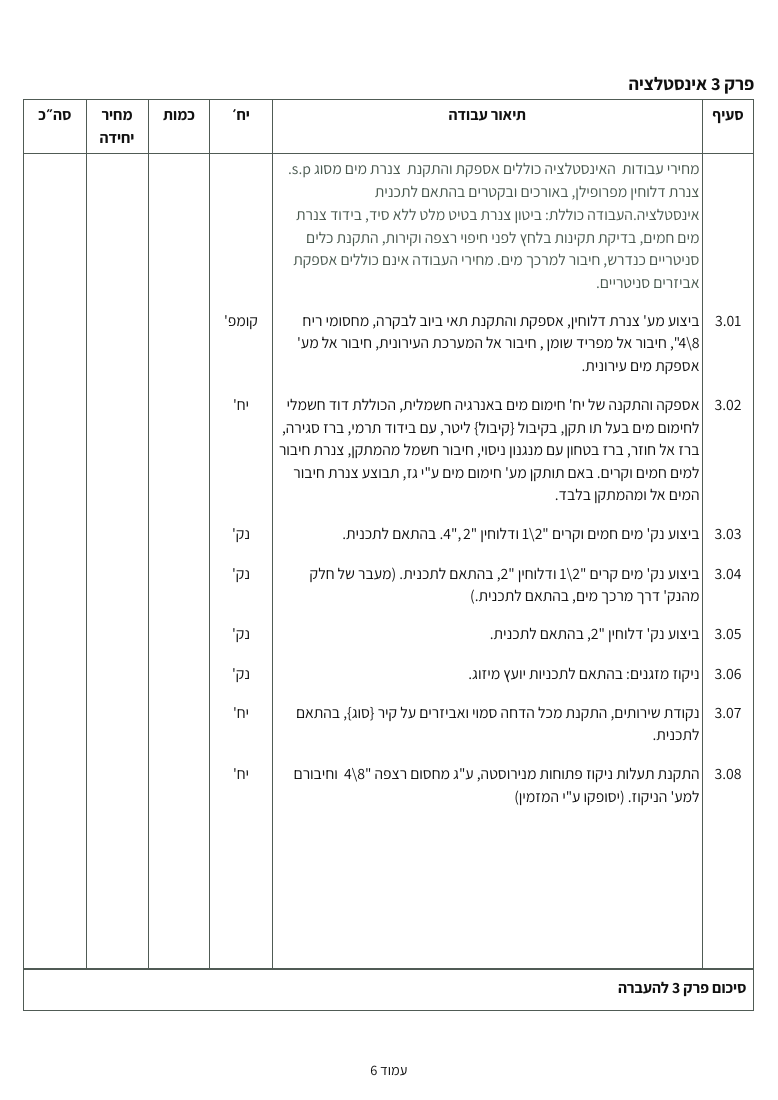 פרק 3 אינסטלציה
סעיף תיאור עבודה יח׳ כמות מחיר יחידה סה״כ
מחירי עבודות האינסטלציה כוללים אספקת והתקנת צנרת מים מסוג s.p.
צנרת דלוחין מפרופילן, באורכים ובקטרים בהתאם לתכנית
אינסטלציה.העבודה כוללת: ביטון צנרת בטיט מלט ללא סיד, בידוד צנרת
מים חמים, בדיקת תקינות בלחץ לפני חיפוי רצפה וקירות, התקנת כלים
סניטריים כנדרש, חיבור למרכך מים. מחירי העבודה אינם כוללים אספקת
אביזרים סניטריים.
3.01 ביצוע מע' צנרת דלוחין, אספקת והתקנת תאי ביוב לבקרה, מחסומי ריח קומפ'
8\4", חיבור אל מפריד שומן , חיבור אל המערכת העירונית, חיבור אל מע'
אספקת מים עירונית.
3.02 אספקה והתקנה של יח' חימום מים באנרגיה חשמלית, הכוללת דוד חשמלי יח'
לחימום מים בעל תו תקן, בקיבול {קיבול} ליטר, עם בידוד תרמי, ברז סגירה,
ברז אל חוזר, ברז בטחון עם מנגנון ניסוי, חיבור חשמל מהמתקן, צנרת חיבור
למים חמים וקרים. באם תותקן מע' חימום מים ע"י גז, תבוצע צנרת חיבור
המים אל ומהמתקן בלבד.
3.03 ביצוע נק' מים חמים וקרים "2\1 ודלוחין "2 ,"4. בהתאם לתכנית. נק'
3.04 ביצוע נק' מים קרים "2\1 ודלוחין "2, בהתאם לתכנית. (מעבר של חלק נק'
מהנק' דרך מרכך מים, בהתאם לתכנית.)
3.05 ביצוע נק' דלוחין "2, בהתאם לתכנית. נק'
3.06 ניקוז מזגנים: בהתאם לתכניות יועץ מיזוג. נק'
3.07 נקודת שירותים, התקנת מכל הדחה סמוי ואביזרים על קיר {סוג}, בהתאם יח'
לתכנית.
3.08 התקנת תעלות ניקוז פתוחות מנירוסטה, ע"ג מחסום רצפה "8\4 וחיבורם יח'
למע' הניקוז. (יסופקו ע"י המזמין)
סיכום פרק 3 להעברה
עמוד 6